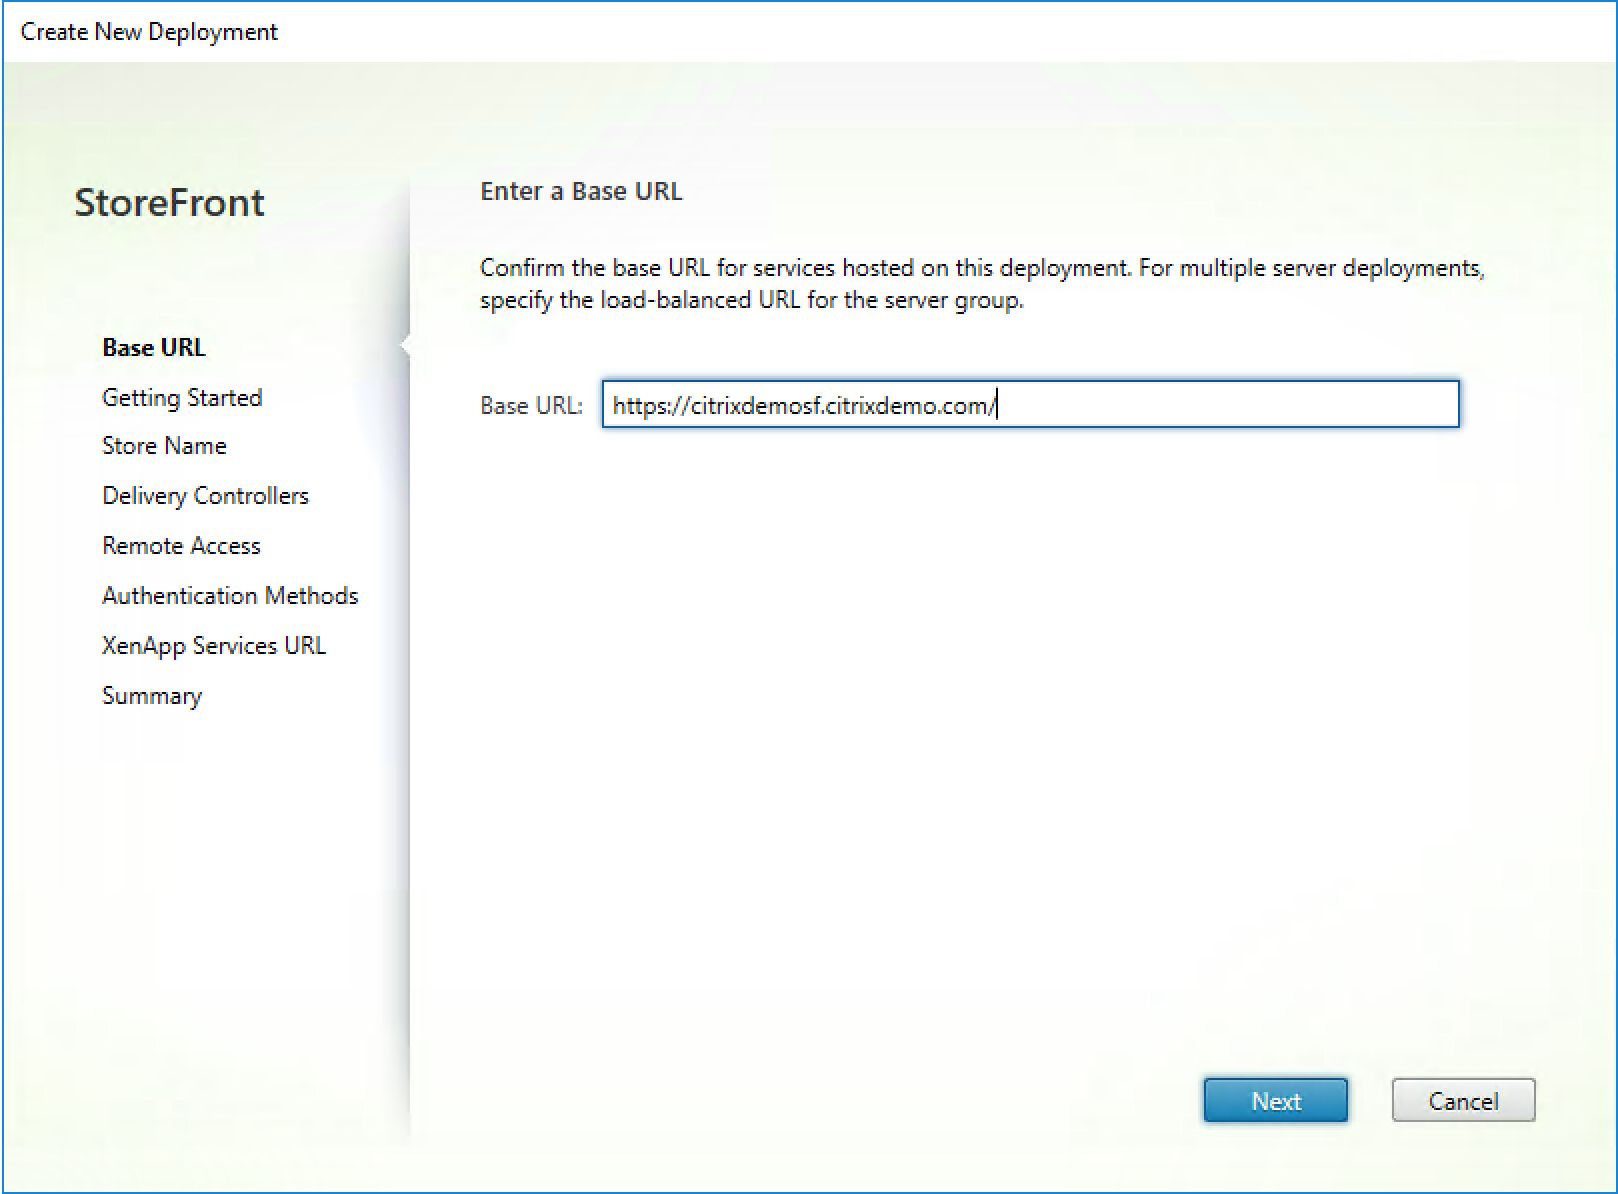 Create New Deployment
StoreFront
Base URL
Getting Started
Store Name
Delivery Controllers
Remote Access
Authentication Methods
XenApp Services URL
Summary
Enter a Base URL
Confirm the base URL for services hosted on this deployment. For multiple server deployments,
specify the load-balanced URL for the server group.
Base URL: https://citrixdemosf.citrixdemo.com/
Next Cancel